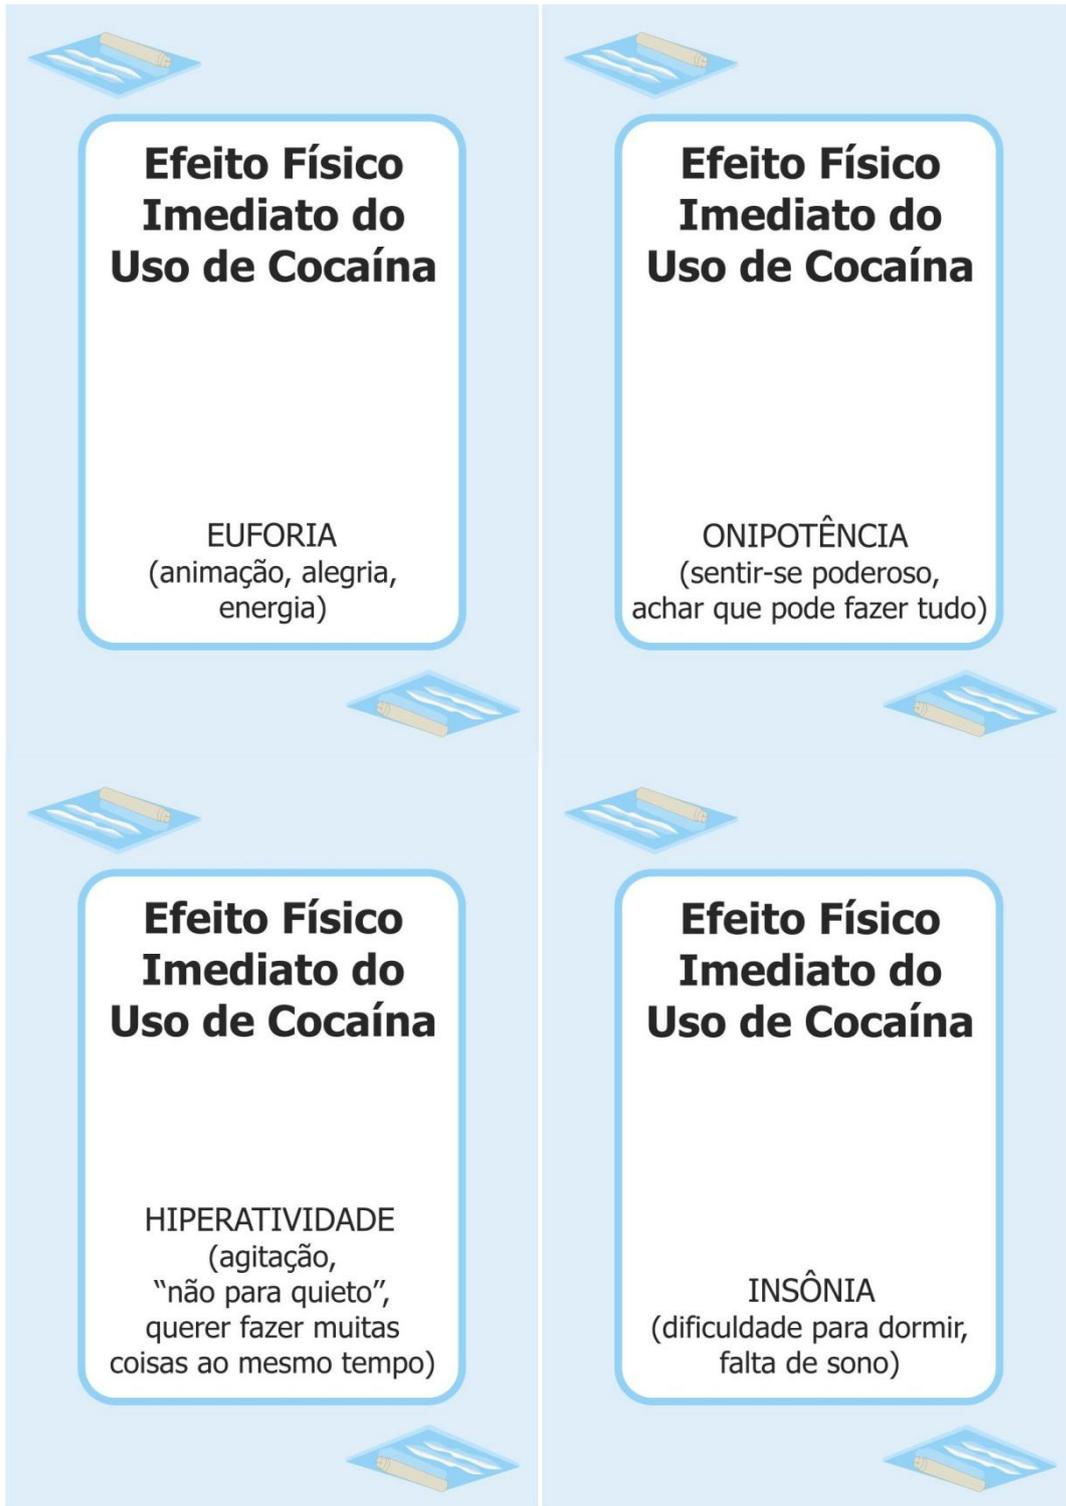 Efeito Físico
Imediato do
Uso de Cocaína
EUFORIA
(animação, alegria,
energia)
Efeito Físico
Imediato do
Uso de Cocaína
ONIPOTÊNCIA
(sentir-se poderoso,
achar que pode fazer tudo)
Efeito Físico
Imediato do
Uso de Cocaína
HIPERATIVIDADE
(agitação,
“não para quieto”,
querer fazer muitas
coisas ao mesmo tempo)
Efeito Físico
Imediato do
Uso de Cocaína
INSÔNIA
(dificuldade para dormir,
falta de sono)